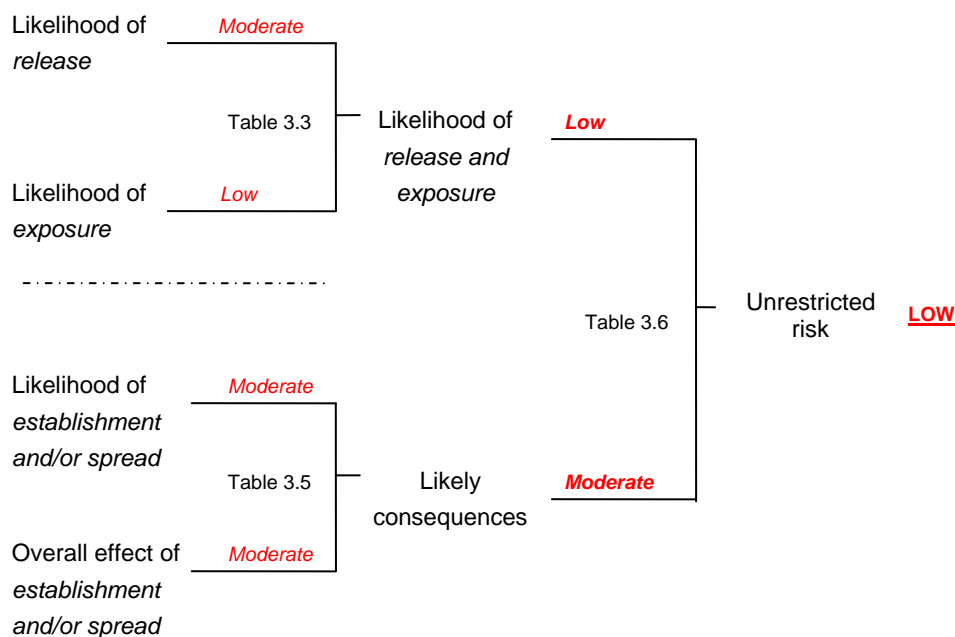 Likelihood of
release
Moderate
Table 3.3
Likelihood of
exposure
Low
Likelihood of
release and
exposure
Low
Likelihood of
establishment
and/or spread
Moderate
Table 3.5
Overall effect of
establishment
and/or spread
Moderate
Likely
consequences
Moderate
Table 3.6
Unrestricted
risk
LOW